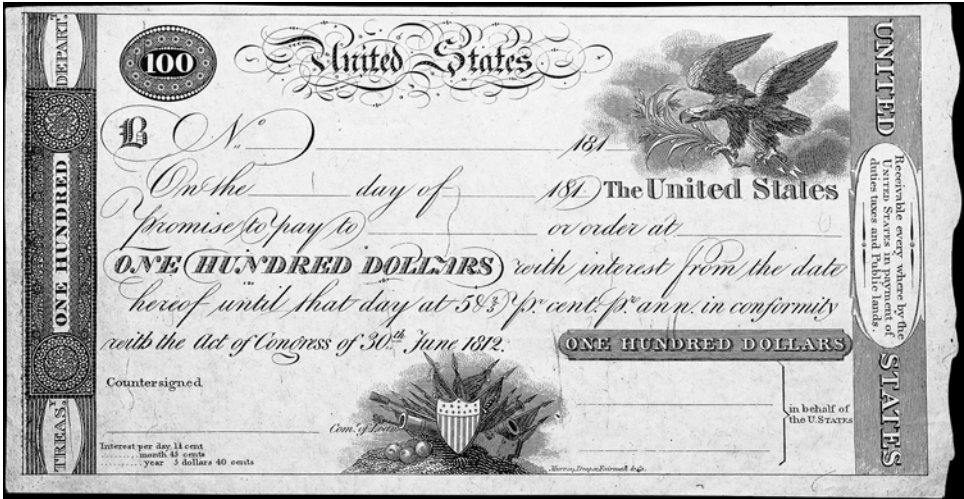 DEPART.
ONE HUNDRED
TREAS.
100
United States
B No. 181
On the day of 181 The United States
promise to pay to or order at
ONE HUNDRED DOLLARS with interest from the date
hereof until that day at 5⅖ pr. cent. pr. ann. in conformity
with the Act of Congress of 30th June 1812.
ONE HUNDRED DOLLARS
Countersigned
Com. of Loans
in behalf of
the U.STATES
Interest per day 1½ cent
month 45 cents
year 5 dollars 40 cents
Murray, Draper, Fairman & Co.
UNITED
Receivable every where by the
UNITED STATES in payment of
duties taxes and Public lands.
STATES